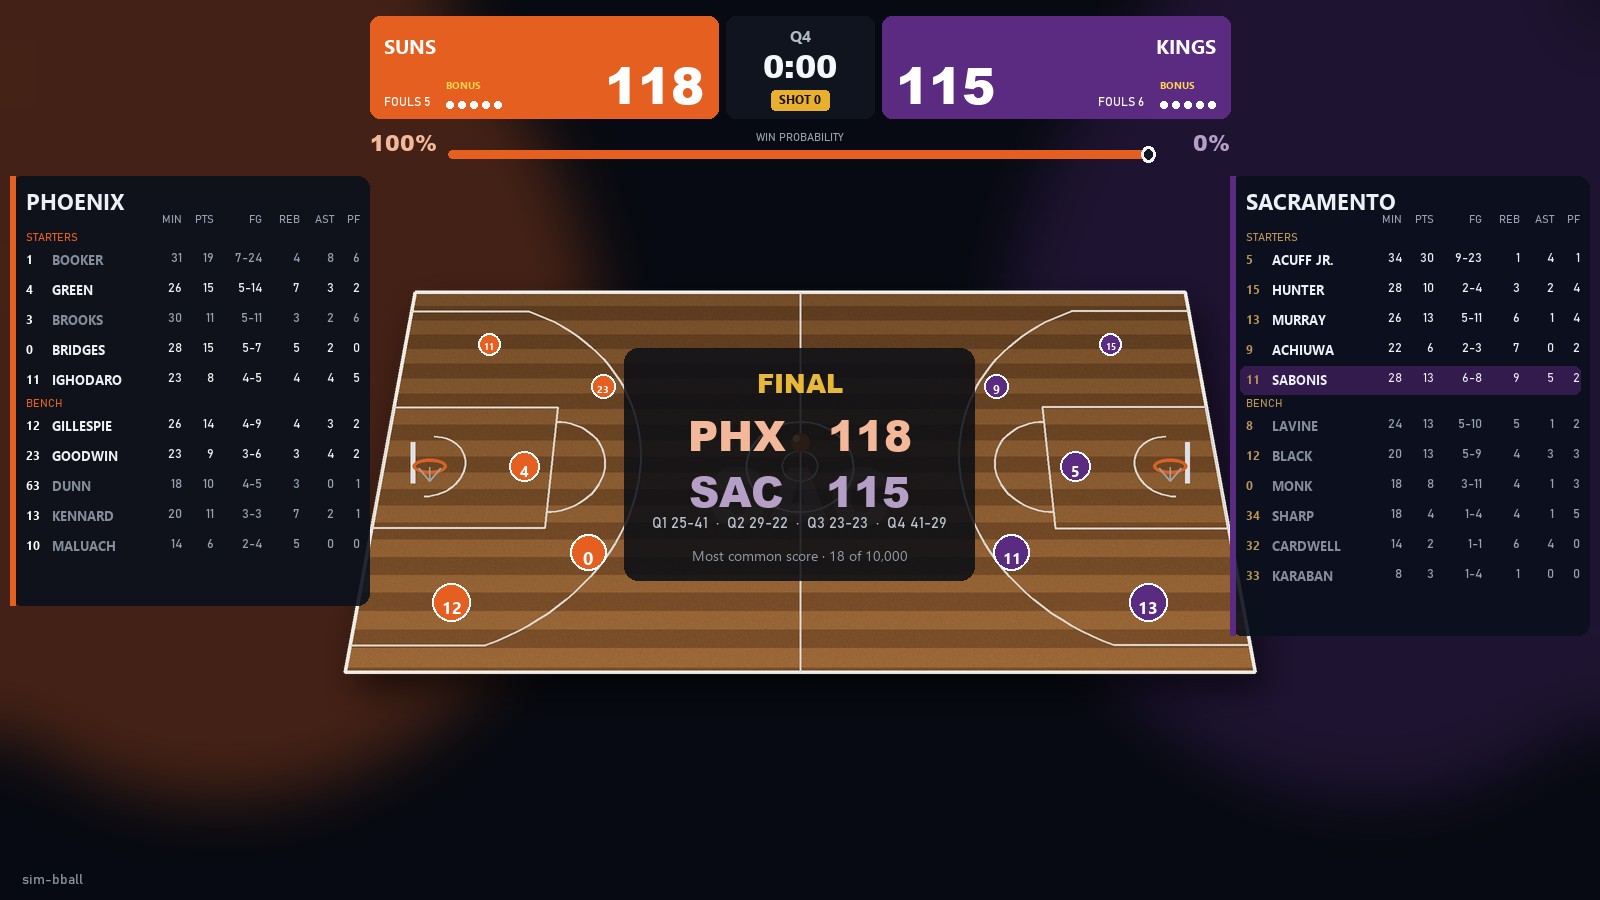 SUNS
FOULS 5
BONUS
118
Q4
0:00
SHOT 0
KINGS
115
FOULS 6
BONUS
100%
WIN PROBABILITY
0%
PHOENIX
MIN PTS FG REB AST PF
STARTERS
1 BOOKER 31 19 7-24 4 8 6
4 GREEN 26 15 5-14 7 3 2
3 BROOKS 30 11 5-11 3 2 6
0 BRIDGES 28 15 5-7 5 2 0
11 IGHODARO 23 8 4-5 4 4 5
BENCH
12 GILLESPIE 26 14 4-9 4 3 2
23 GOODWIN 23 9 3-6 3 4 2
63 DUNN 18 10 4-5 3 0 1
13 KENNARD 20 11 3-3 7 2 1
10 MALUACH 14 6 2-4 5 0 0
11
23
4
0
12
FINAL
PHX 118
SAC 115
Q1 25-41 · Q2 29-22 · Q3 23-23 · Q4 41-29
Most common score · 18 of 10,000
15
9
5
11
13
SACRAMENTO
MIN PTS FG REB AST PF
STARTERS
5 ACUFF JR. 34 30 9-23 1 4 1
15 HUNTER 28 10 2-4 3 2 4
13 MURRAY 26 13 5-11 6 1 4
9 ACHIUWA 22 6 2-3 7 0 2
11 SABONIS 28 13 6-8 9 5 2
BENCH
8 LAVINE 24 13 5-10 5 1 2
12 BLACK 20 13 5-9 4 3 3
0 MONK 18 8 3-11 4 1 3
34 SHARP 18 4 1-4 4 1 5
32 CARDWELL 14 2 1-1 6 4 0
33 KARABAN 8 3 1-4 1 0 0
sim-bball